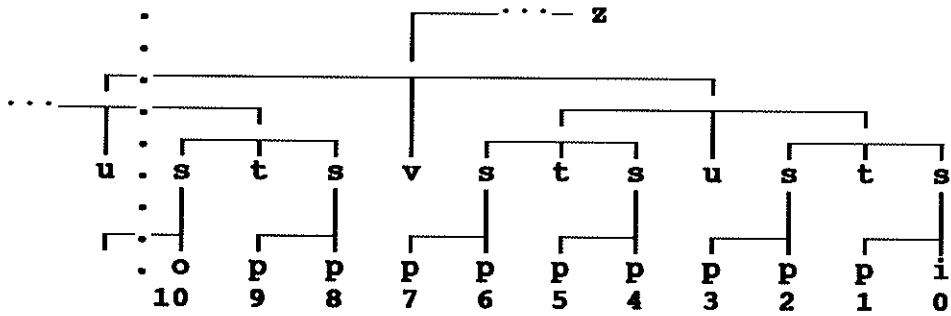 ... z
...
u s t s v s t s u s t s
o p p p p p p p p p i
10 9 8 7 6 5 4 3 2 1 0